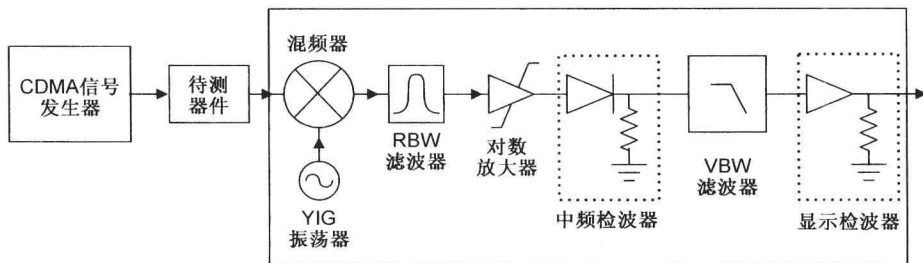 CDMA信号
发生器
待测
器件
混频器
YIG
振荡器
RBW
滤波器
对数
放大器
中频检波器
VBW
滤波器
显示检波器